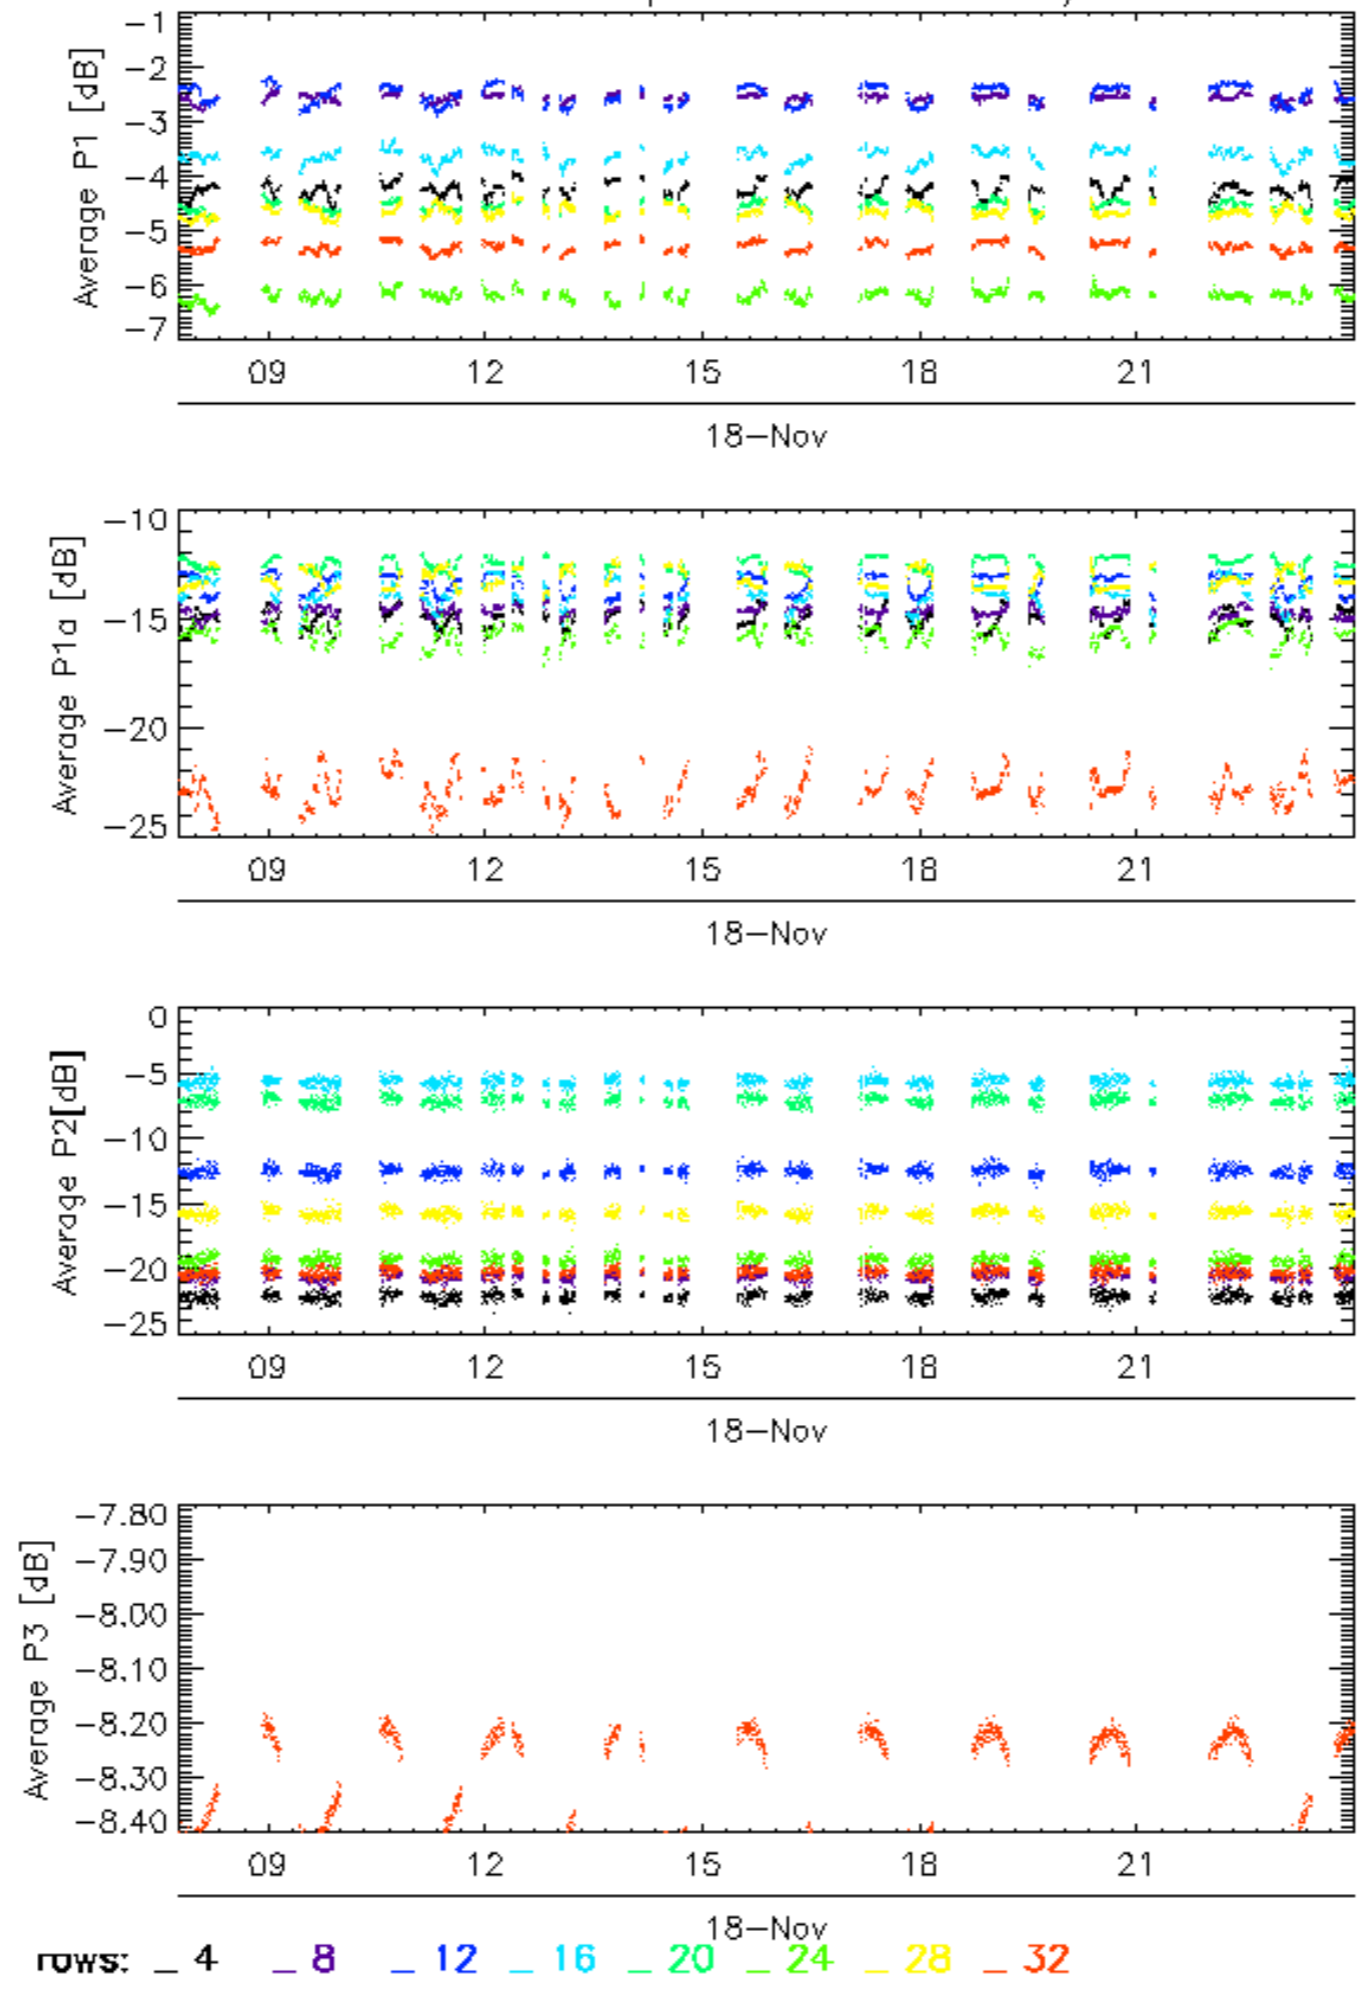 −1
−2
−3
−4
−5
−6
−7
Average P1 [dB]
09 12 15 18 21
18−Nov
−10
−15
−20
−25
Average P1a [dB]
09 12 15 18 21
18−Nov
0
−5
−10
−15
−20
−25
Average P2[dB]
09 12 15 18 21
18−Nov
−7.80
−7.90
−8.00
−8.10
−8.20
−8.30
−8.40
Average P3 [dB]
09 12 15 18 21
18−Nov
rows: _ 4 _ 8 _ 12 _ 16 _ 20 _ 24 _ 28 _ 32